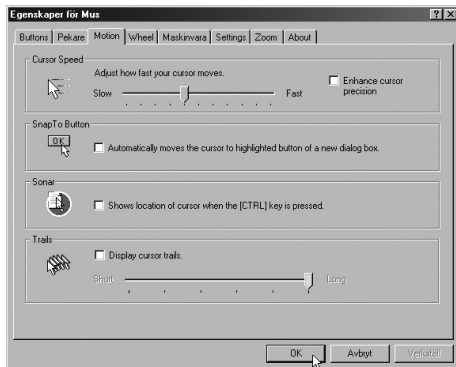 Egenskaper för Mus
Buttons Pekare Motion Wheel Maskinvara Settings Zoom About
Cursor Speed
Adjust how fast your cursor moves.
Slow Fast
Enhance cursor
precision
SnapTo Button
OK
Automatically moves the cursor to highlighted button of a new dialog box.
Sonar
Shows location of cursor when the [CTRL] key is pressed.
Trails
Display cursor trails.
Short Long
OK Avbryt Verkställ